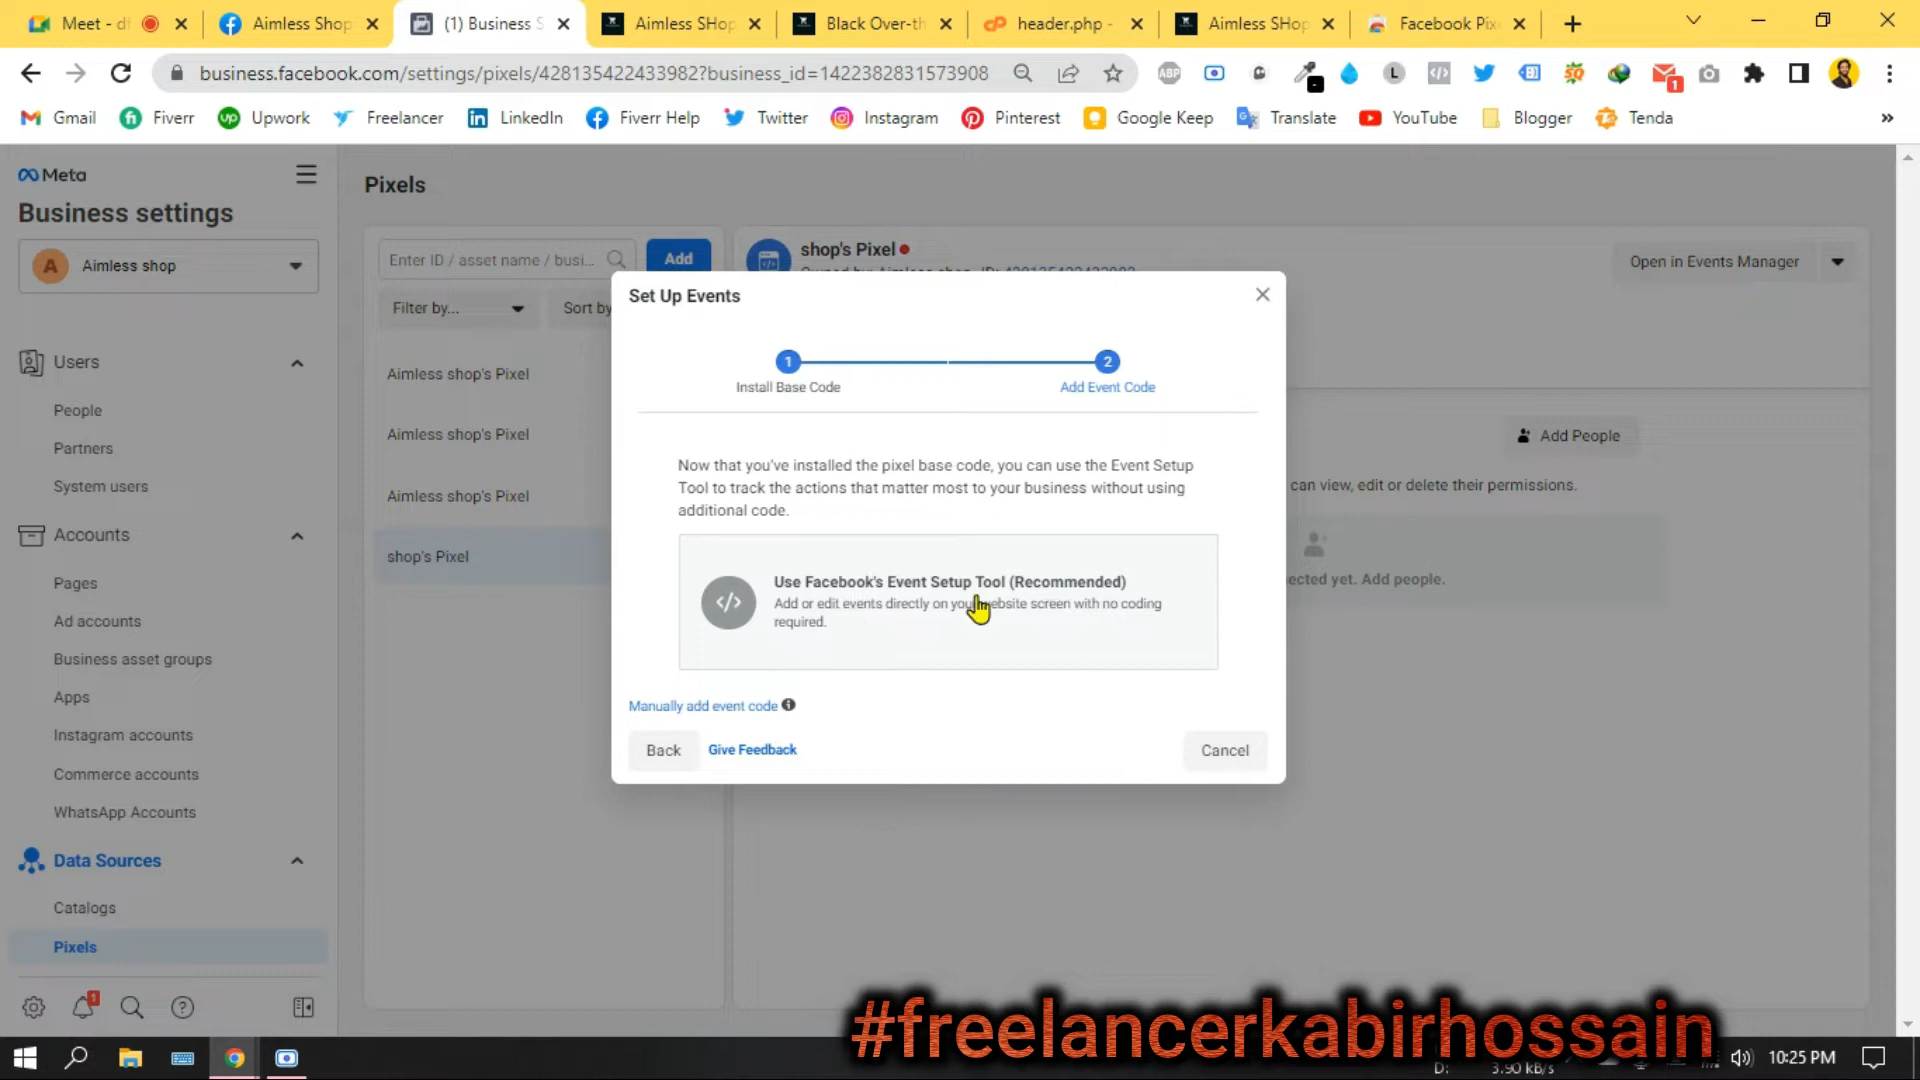 Meet - d
Aimless Shop
(1) Business S
Aimless SHop
Black Over-th
header.php -
Aimless SHop
Facebook Pix
business.facebook.com/settings/pixels/428135422433982?business_id=1422382831573908
ABP
L
SQ
1
Gmail
Fiverr
Upwork
Freelancer
LinkedIn
Fiverr Help
Twitter
Instagram
Pinterest
Google Keep
Translate
YouTube
Blogger
Tenda
»
Meta
Business settings
A Aimless shop
Users
People
Partners
System users
Accounts
Pages
Ad accounts
Business asset groups
Apps
Instagram accounts
Commerce accounts
WhatsApp Accounts
Data Sources
Catalogs
Pixels
1
Pixels
Enter ID / asset name / busi...
Add
Filter by...
Sort by
Aimless shop's Pixel
Aimless shop's Pixel
Aimless shop's Pixel
shop's Pixel
shop's Pixel
Open in Events Manager
Add People
can view, edit or delete their permissions.
ected yet. Add people.
Set Up Events
1
2
Install Base Code
Add Event Code
Now that you've installed the pixel base code, you can use the Event Setup
Tool to track the actions that matter most to your business without using
additional code.
Use Facebook's Event Setup Tool (Recommended)
Add or edit events directly on your website screen with no coding
required.
Manually add event code
Back
Give Feedback
Cancel
#freelancerkabirhossain
D:
3.90 kB/s
10:25 PM